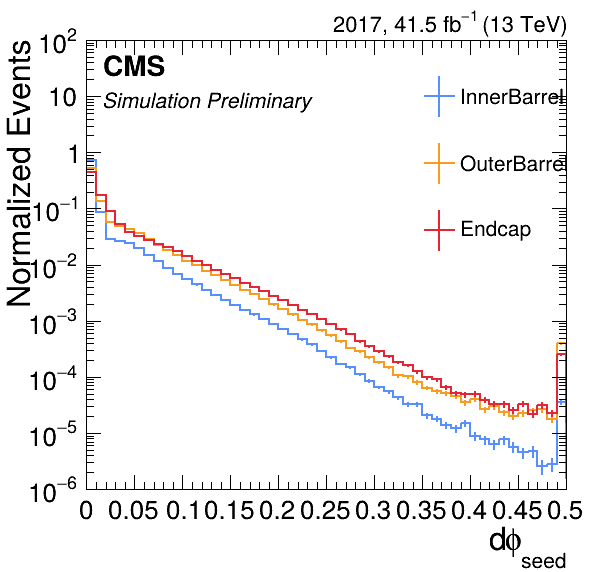 2017, 41.5 fb⁻¹ (13 TeV)
CMS
Simulation Preliminary
InnerBarrel
OuterBarrel
Endcap
Normalized Events
10²
10
1
10⁻¹
10⁻²
10⁻³
10⁻⁴
10⁻⁵
10⁻⁶
0 0.05 0.10 0.15 0.2 0.25 0.3 0.35 0.4 0.45 0.5
dϕ_seed